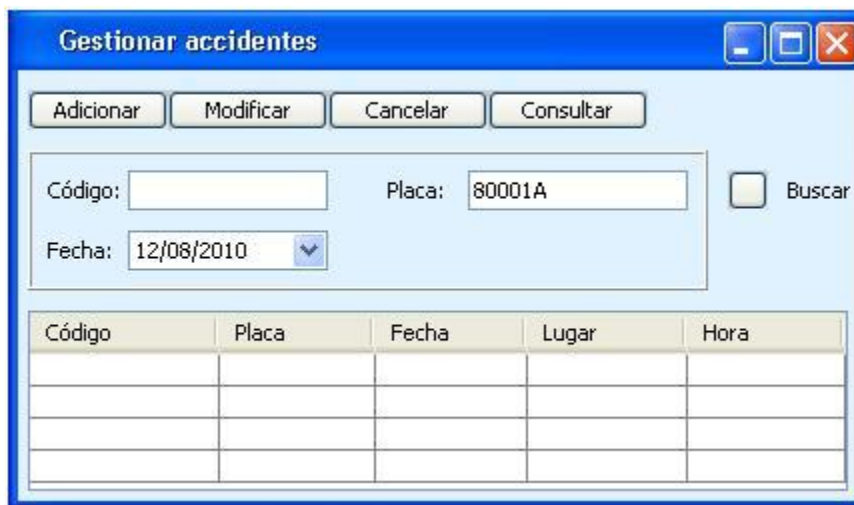 Gestionar accidentes
Adicionar Modificar Cancelar Consultar
Código: Placa: 80001A Buscar
Fecha: 12/08/2010
Código Placa Fecha Lugar Hora